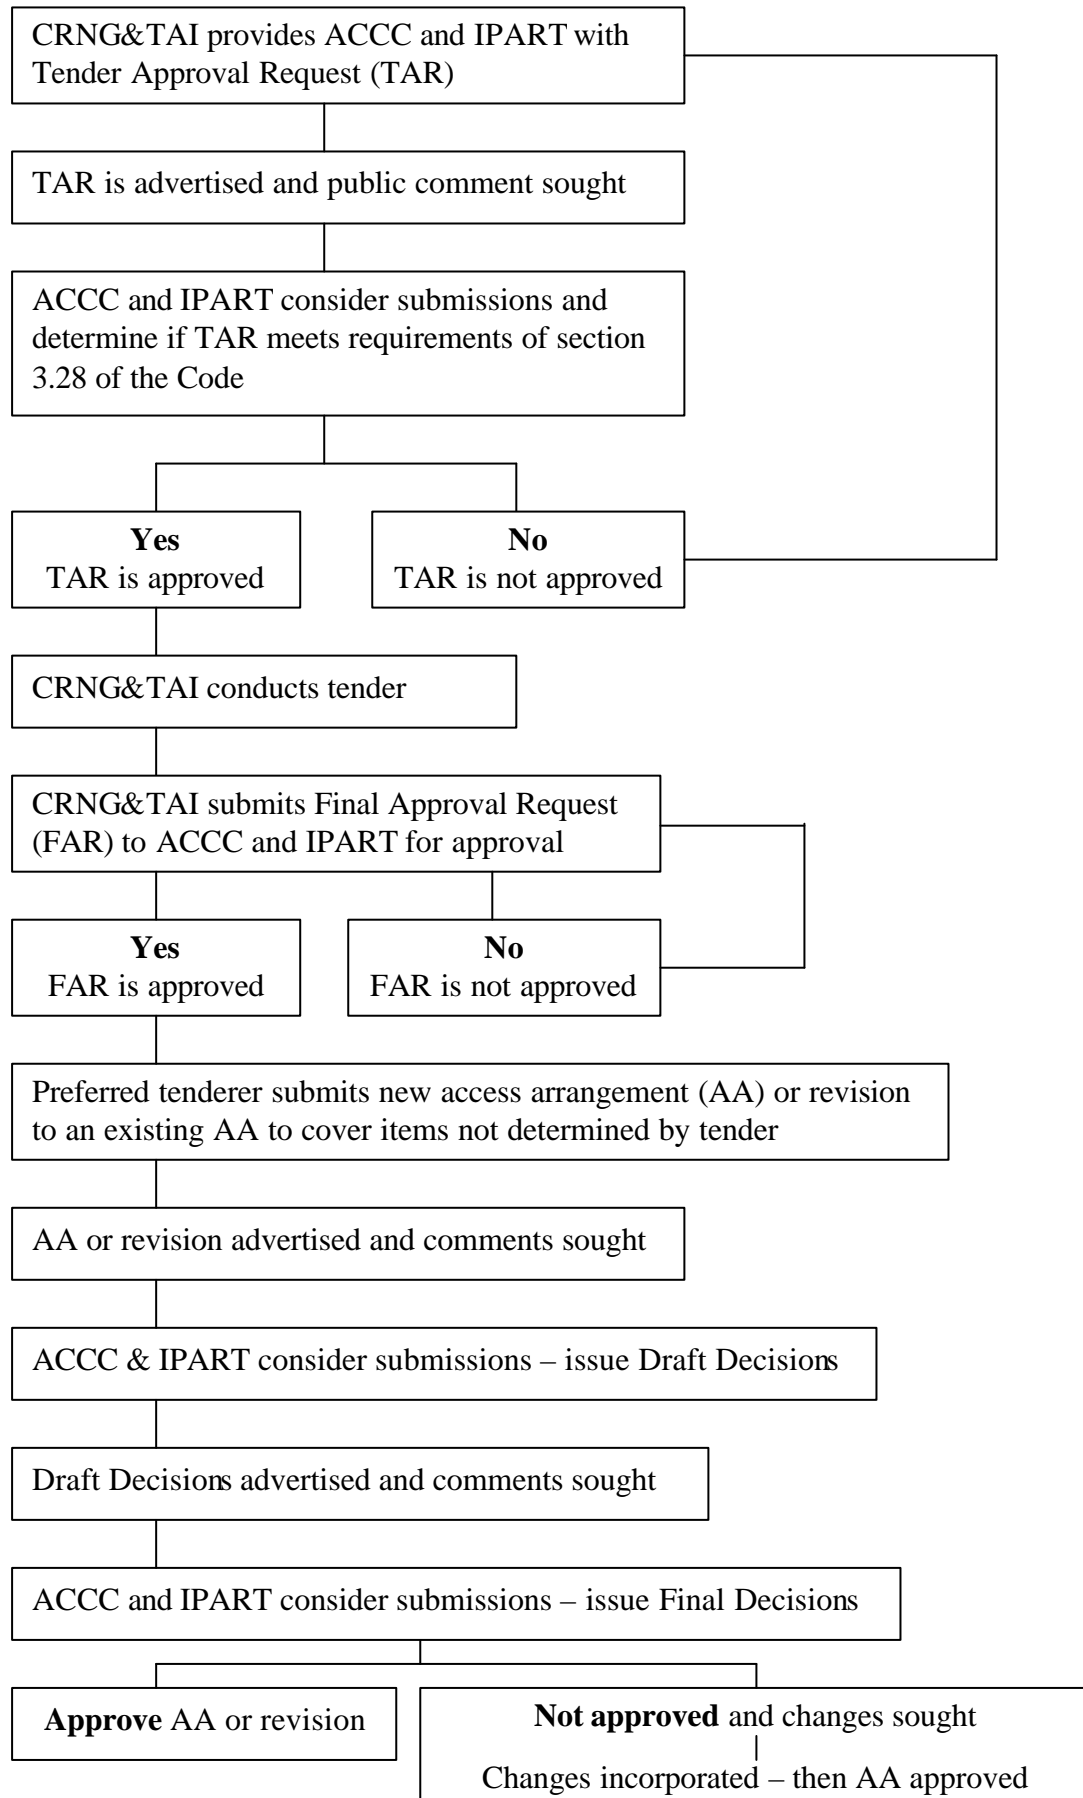 CRNG&TAI provides ACCC and IPART with
Tender Approval Request (TAR)
TAR is advertised and public comment sought
ACCC and IPART consider submissions and
determine if TAR meets requirements of section
3.28 of the Code
Yes
TAR is approved
No
TAR is not approved
CRNG&TAI conducts tender
CRNG&TAI submits Final Approval Request
(FAR) to ACCC and IPART for approval
Yes
FAR is approved
No
FAR is not approved
Preferred tenderer submits new access arrangement (AA) or revision
to an existing AA to cover items not determined by tender
AA or revision advertised and comments sought
ACCC & IPART consider submissions – issue Draft Decisions
Draft Decisions advertised and comments sought
ACCC and IPART consider submissions – issue Final Decisions
Approve AA or revision
Not approved and changes sought
Changes incorporated – then AA approved